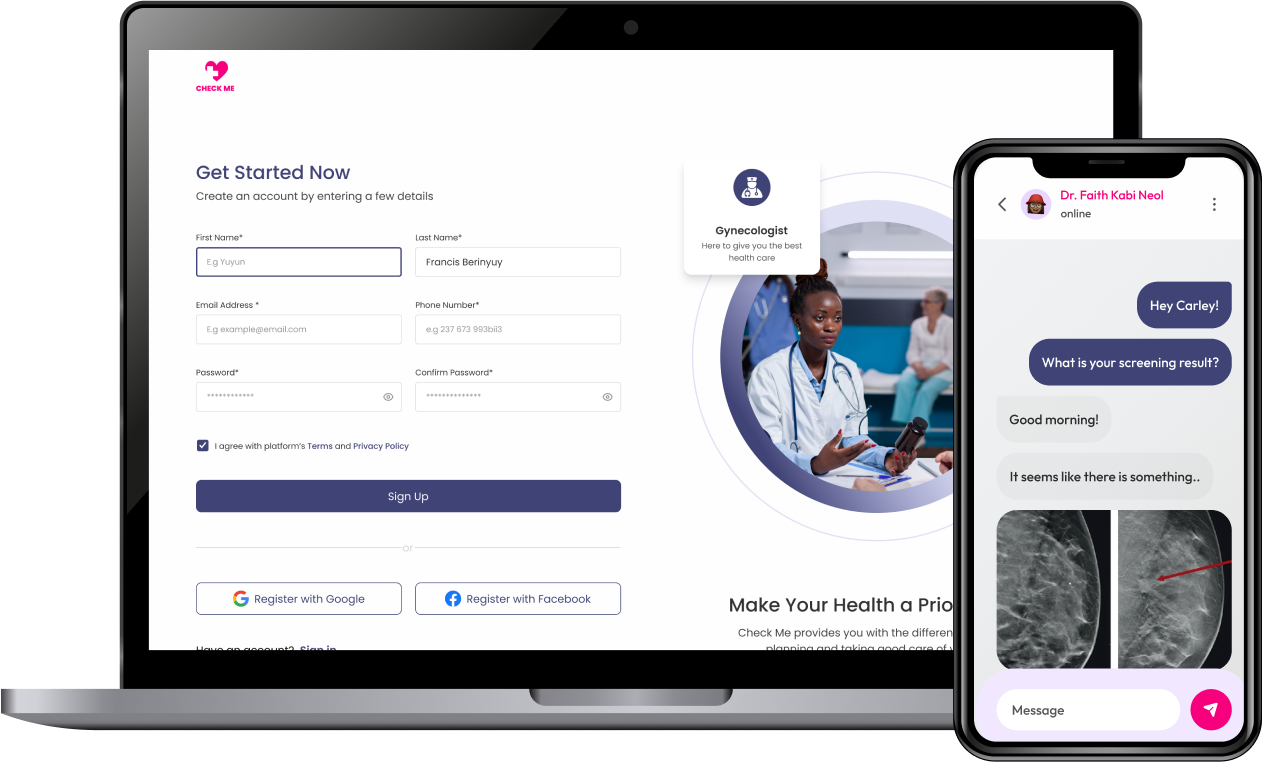 CHECK ME
Get Started Now
Create an account by entering a few details
First Name*
Last Name*
E.g Yuyun
Francis Berinyuy
Email Address *
Phone Number*
E.g example@email.com
e.g 237 673 993bii3
Password*
Confirm Password*
************
**************
I agree with platform's Terms and Privacy Policy
Sign Up
or
Register with Google
Register with Facebook
Have an account? Sign in
Gynecologist
Here to give you the best
health care
Make Your Health a Prio
Check Me provides you with the differen
planning and taking good care of
Dr. Faith Kabi Neol
online
Hey Carley!
What is your screening result?
Good morning!
It seems like there is something..
Message